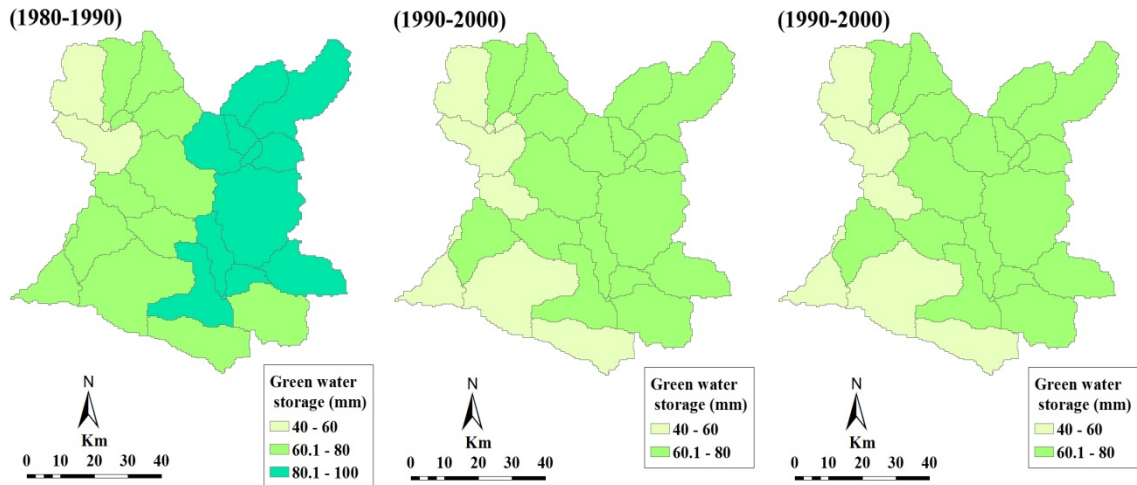 (1980-1990)
(1990-2000)
(1990-2000)
N
Km
0 10 20 30 40
Green water
storage (mm)
40 - 60
60.1 - 80
80.1 - 100
N
Km
0 10 20 30 40
Green water
storage (mm)
40 - 60
60.1 - 80
N
Km
0 10 20 30 40
Green water
storage (mm)
40 - 60
60.1 - 80